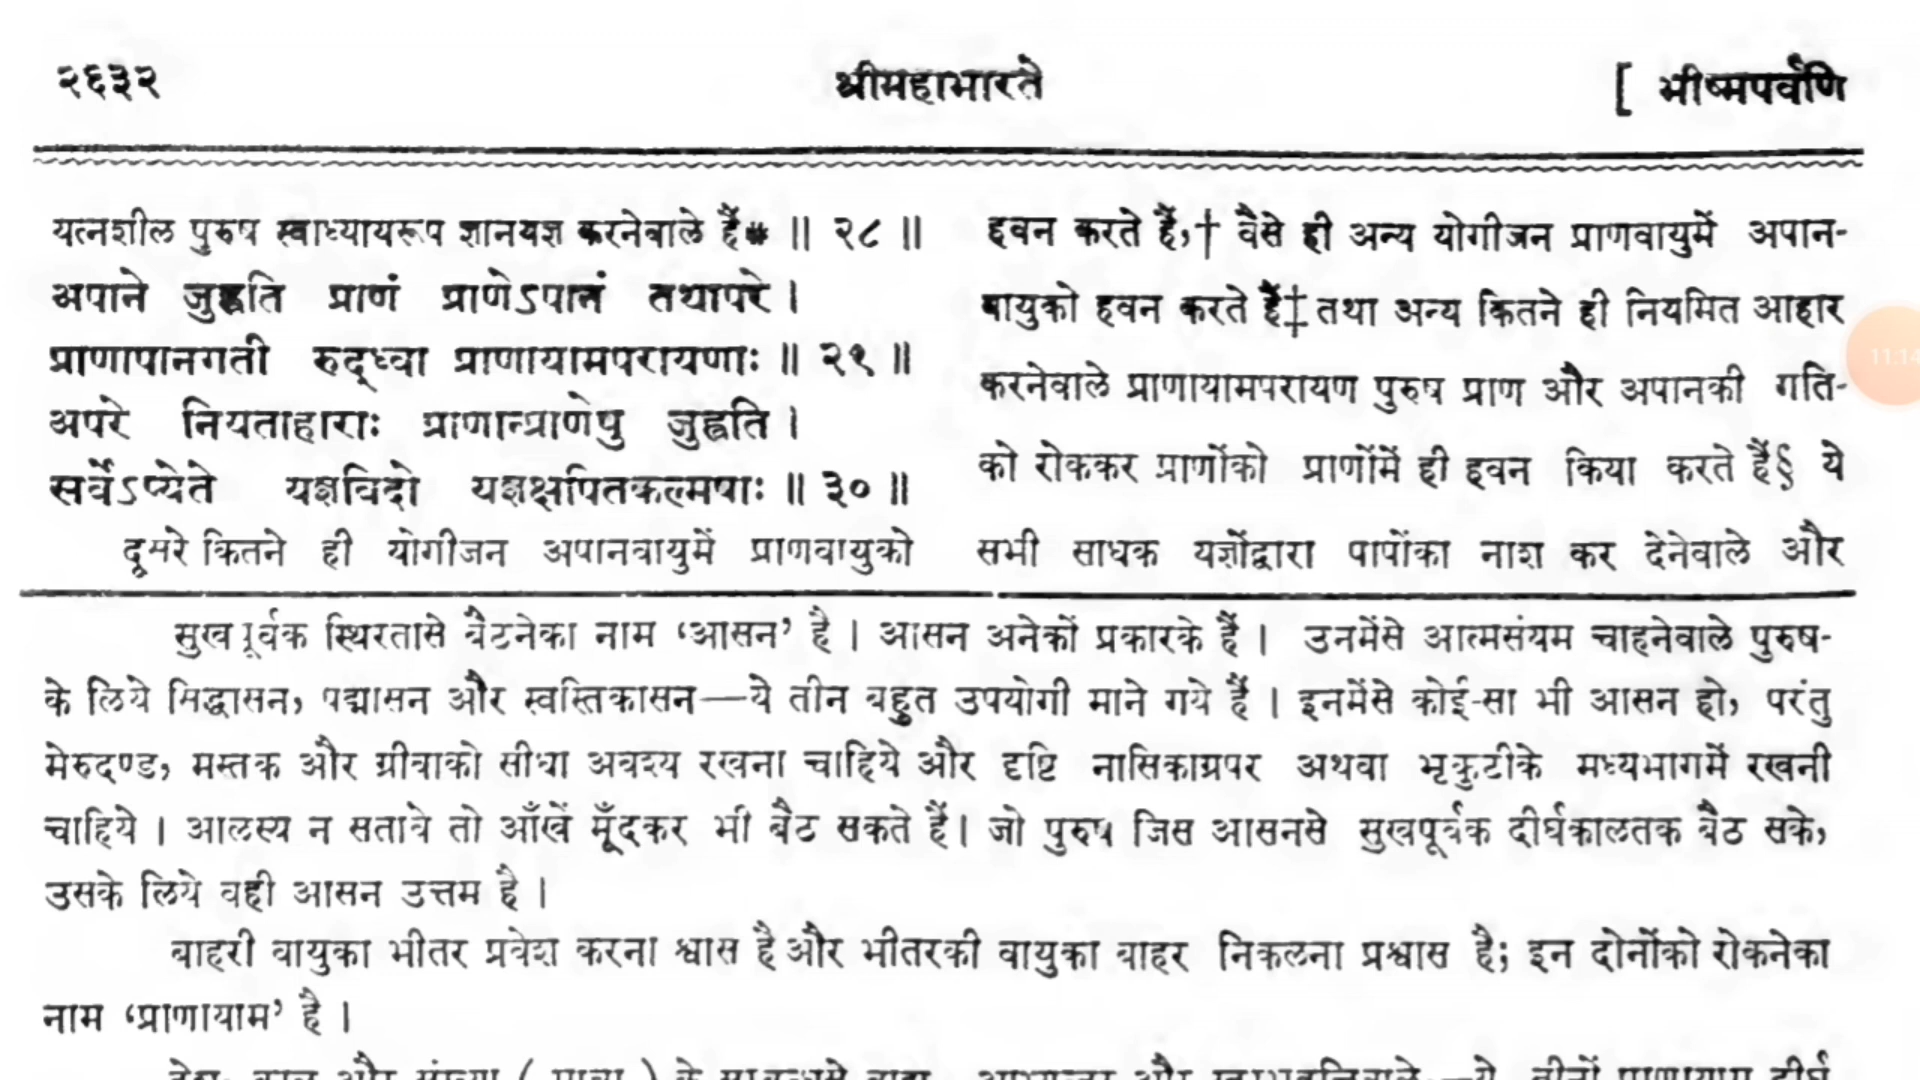 २६३२ श्रीमहाभारते [ भीष्मपर्वणि
यत्नशील पुरुष स्वाध्यायरूप ज्ञानयज्ञ करनेवाले हैं* ॥ २८ ॥
अपाने जुह्वति प्राणं प्राणेऽपानं तथापरे ।
प्राणापानगती रुद्ध्वा प्राणायामपरायणाः ॥ २९ ॥
अपरे नियताहाराः प्राणान्प्राणेषु जुह्वति ।
सर्वेऽप्येते यज्ञविदो यज्ञक्षपितकल्मषाः ॥ ३० ॥
दूसरे कितने ही योगीजन अपानवायुमें प्राणवायुको
हवन करते हैं,† वैसे ही अन्य योगीजन प्राणवायुमें अपान-
वायुको हवन करते हैं‡ तथा अन्य कितने ही नियमित आहार
करनेवाले प्राणायामपरायण पुरुष प्राण और अपानकी गति-
को रोककर प्राणोंको प्राणोंमें ही हवन किया करते हैं§ ये
सभी साधक यज्ञोंद्वारा पापोंका नाश कर देनेवाले और
सुखपूर्वक स्थिरतासे बैठनेका नाम ‘आसन’ है । आसन अनेकों प्रकारके हैं । उनमेंसे आत्मसंयम चाहनेवाले पुरुष-
के लिये सिद्धासन, पद्मासन और स्वस्तिकासन—ये तीन बहुत उपयोगी माने गये हैं । इनमेंसे कोई-सा भी आसन हो, परंतु
मेरुदण्ड, मस्तक और ग्रीवाको सीधा अवश्य रखना चाहिये और दृष्टि नासिकाग्रपर अथवा भृकुटीके मध्यभागमें रखनी
चाहिये । आलस्य न सतावे तो आँखें मूँदकर भी बैठ सकते हैं । जो पुरुष जिस आसनसे सुखपूर्वक दीर्घकालतक बैठ सके,
उसके लिये वही आसन उत्तम है ।
बाहरी वायुका भीतर प्रवेश करना श्वास है और भीतरकी वायुका बाहर निकलना प्रश्वास है; इन दोनोंको रोकनेका
नाम ‘प्राणायाम’ है ।
11:14